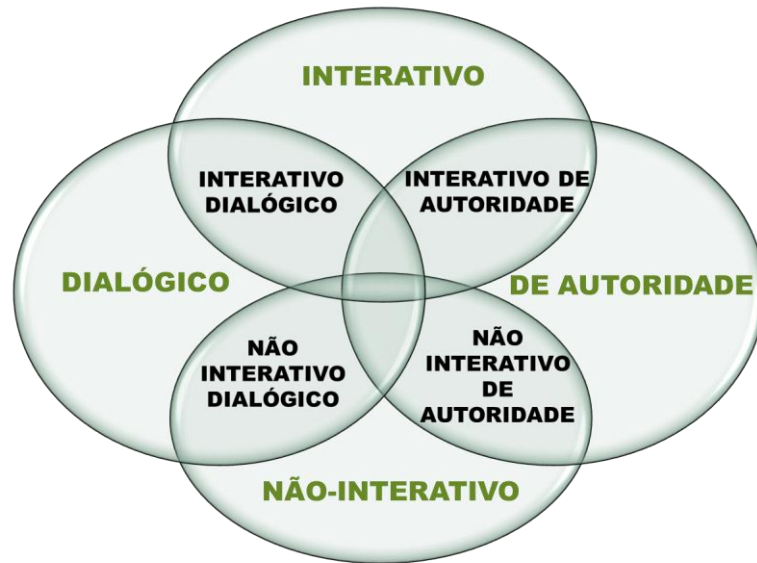 INTERATIVO
INTERATIVO
DIALÓGICO
INTERATIVO DE
AUTORIDADE
DIALÓGICO
DE AUTORIDADE
NÃO
INTERATIVO
DIALÓGICO
NÃO
INTERATIVO
DE
AUTORIDADE
NÃO-INTERATIVO